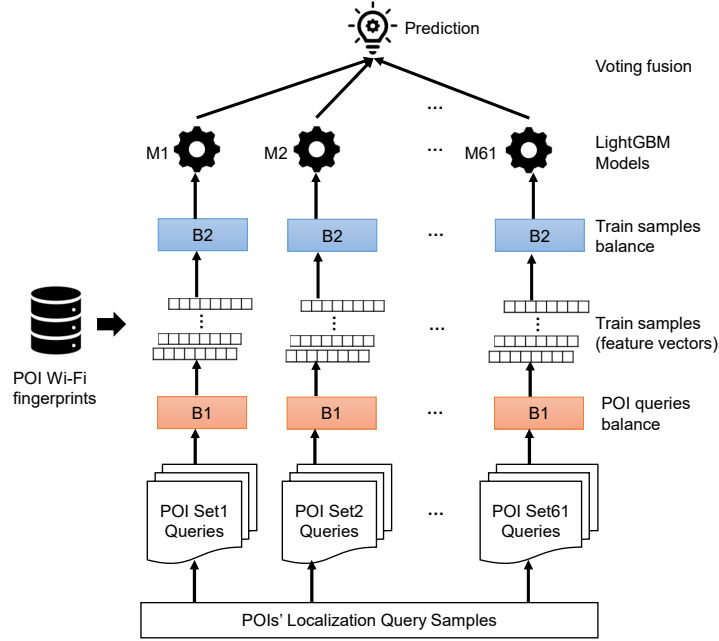 Prediction
Voting fusion
...
M1
M2
...
M61
LightGBM
Models
B2
B2
...
B2
Train samples
balance
POI Wi-Fi
fingerprints
...
...
...
...
Train samples
(feature vectors)
B1
B1
...
B1
POI queries
balance
POI Set1
Queries
POI Set2
Queries
...
POI Set61
Queries
POIs' Localization Query Samples